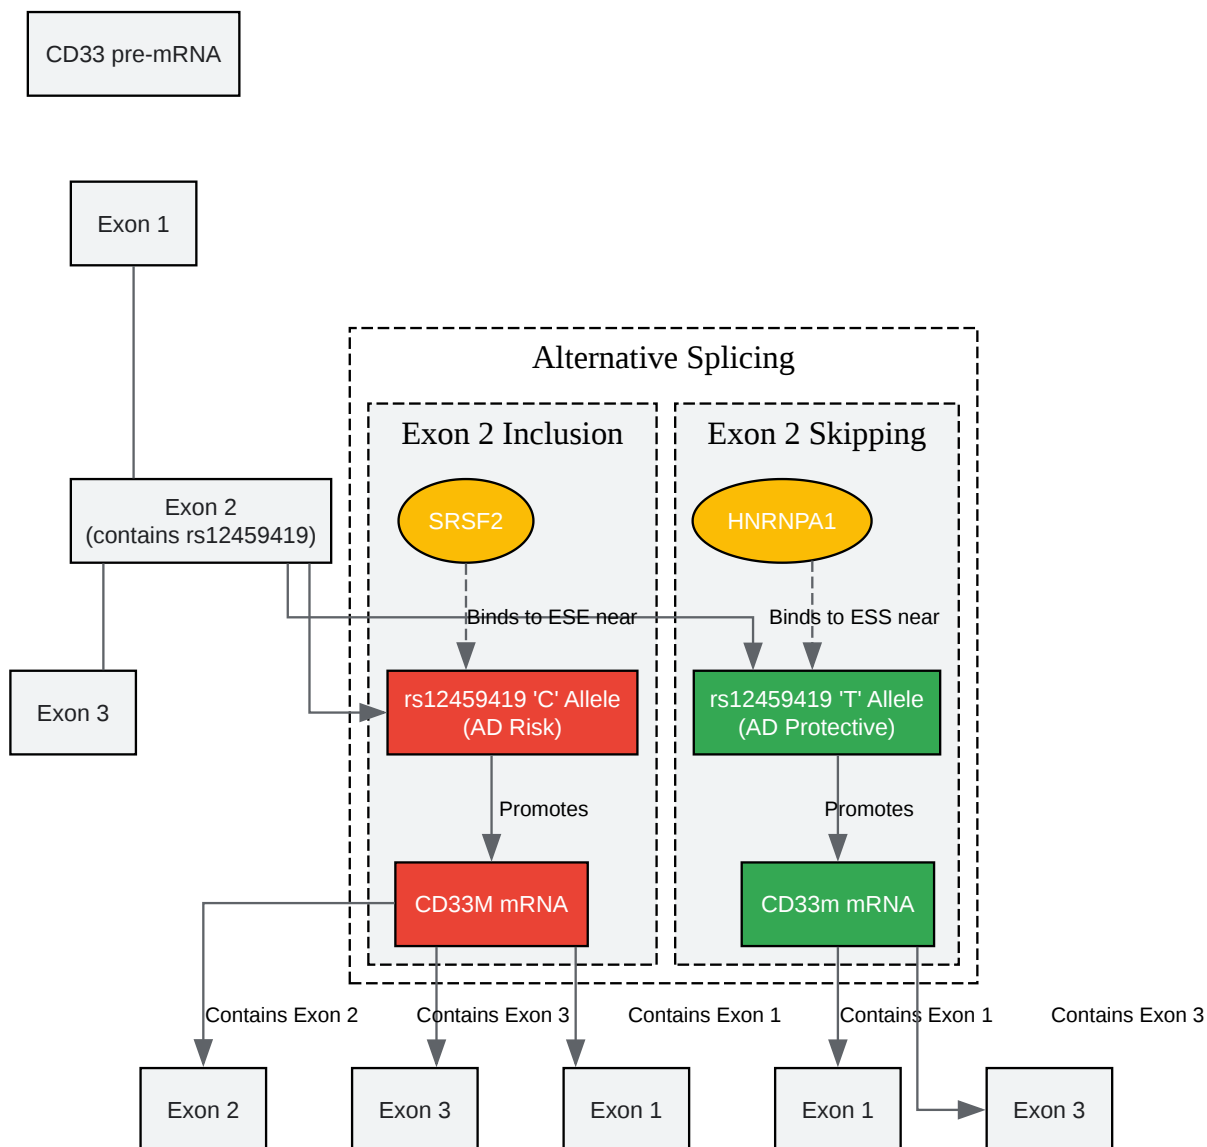 CD33 pre-mRNA
Exon 1
Alternative Splicing
Exon 2 Inclusion
Exon 2 Skipping
Exon 2
(contains rs12459419)
SRSF2
HNRNPA1
Binds to ESE near
Binds to ESS near
Exon 3
rs12459419 'C' Allele
(AD Risk)
rs12459419 'T' Allele
(AD Protective)
Promotes
Promotes
CD33M mRNA
CD33m mRNA
Contains Exon 2
Contains Exon 3
Contains Exon 1
Contains Exon 1
Contains Exon 3
Exon 2
Exon 3
Exon 1
Exon 1
Exon 3